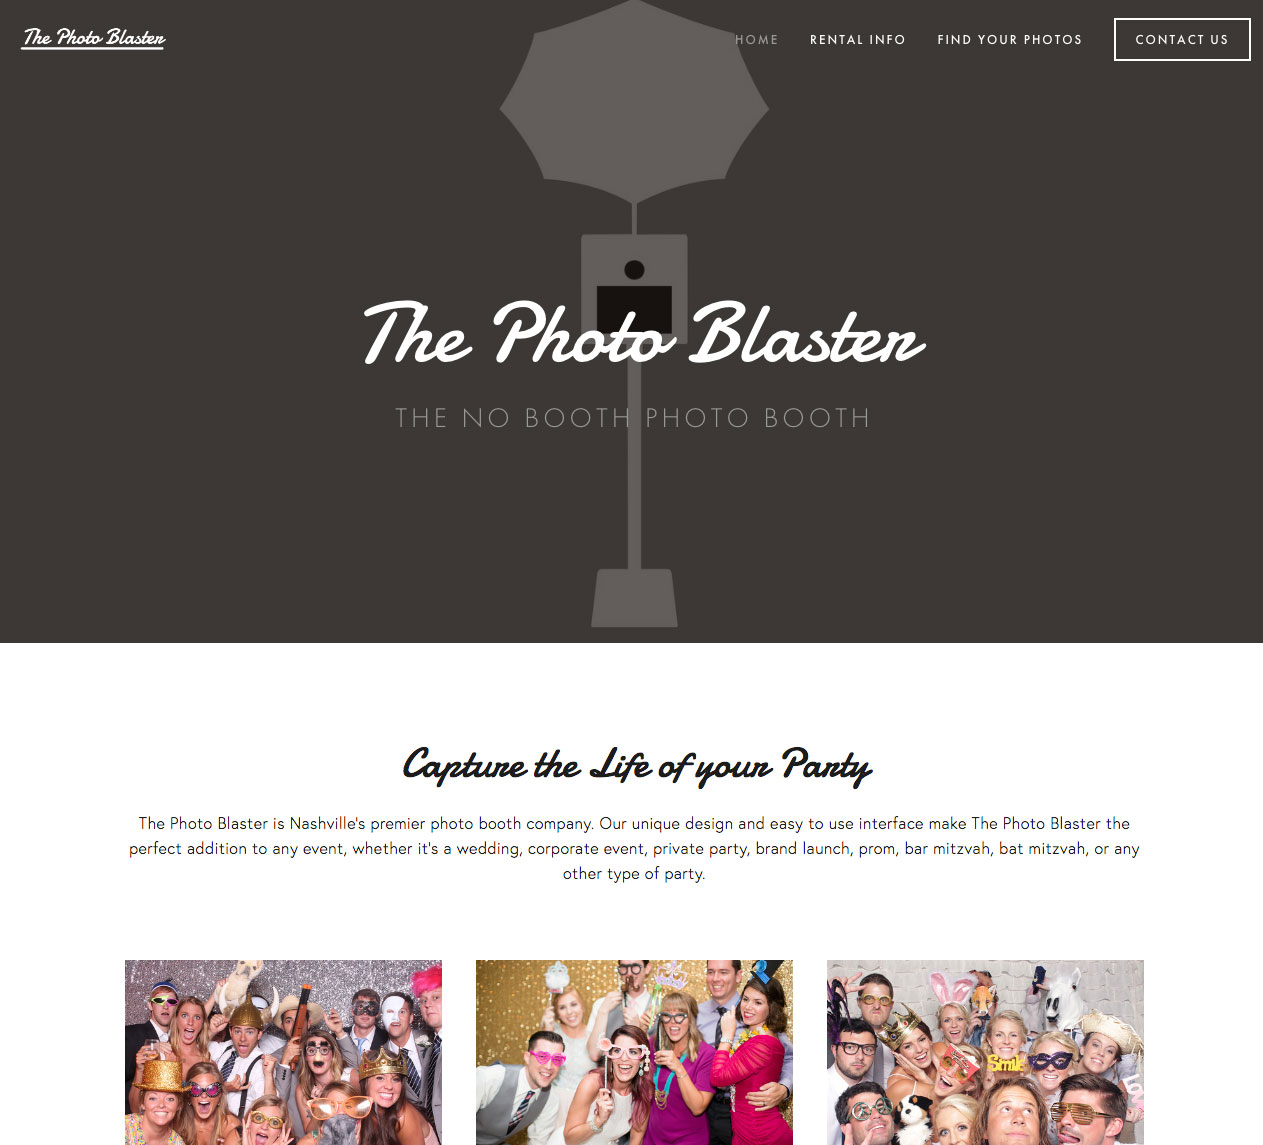 The Photo Blaster
HOME RENTAL INFO FIND YOUR PHOTOS CONTACT US
The Photo Blaster
THE NO BOOTH PHOTO BOOTH
Capture the Life of your Party
The Photo Blaster is Nashville's premier photo booth company. Our unique design and easy to use interface make The Photo Blaster the
perfect addition to any event, whether it's a wedding, corporate event, private party, brand launch, prom, bar mitzvah, bat mitzvah, or any
other type of party.
Smile